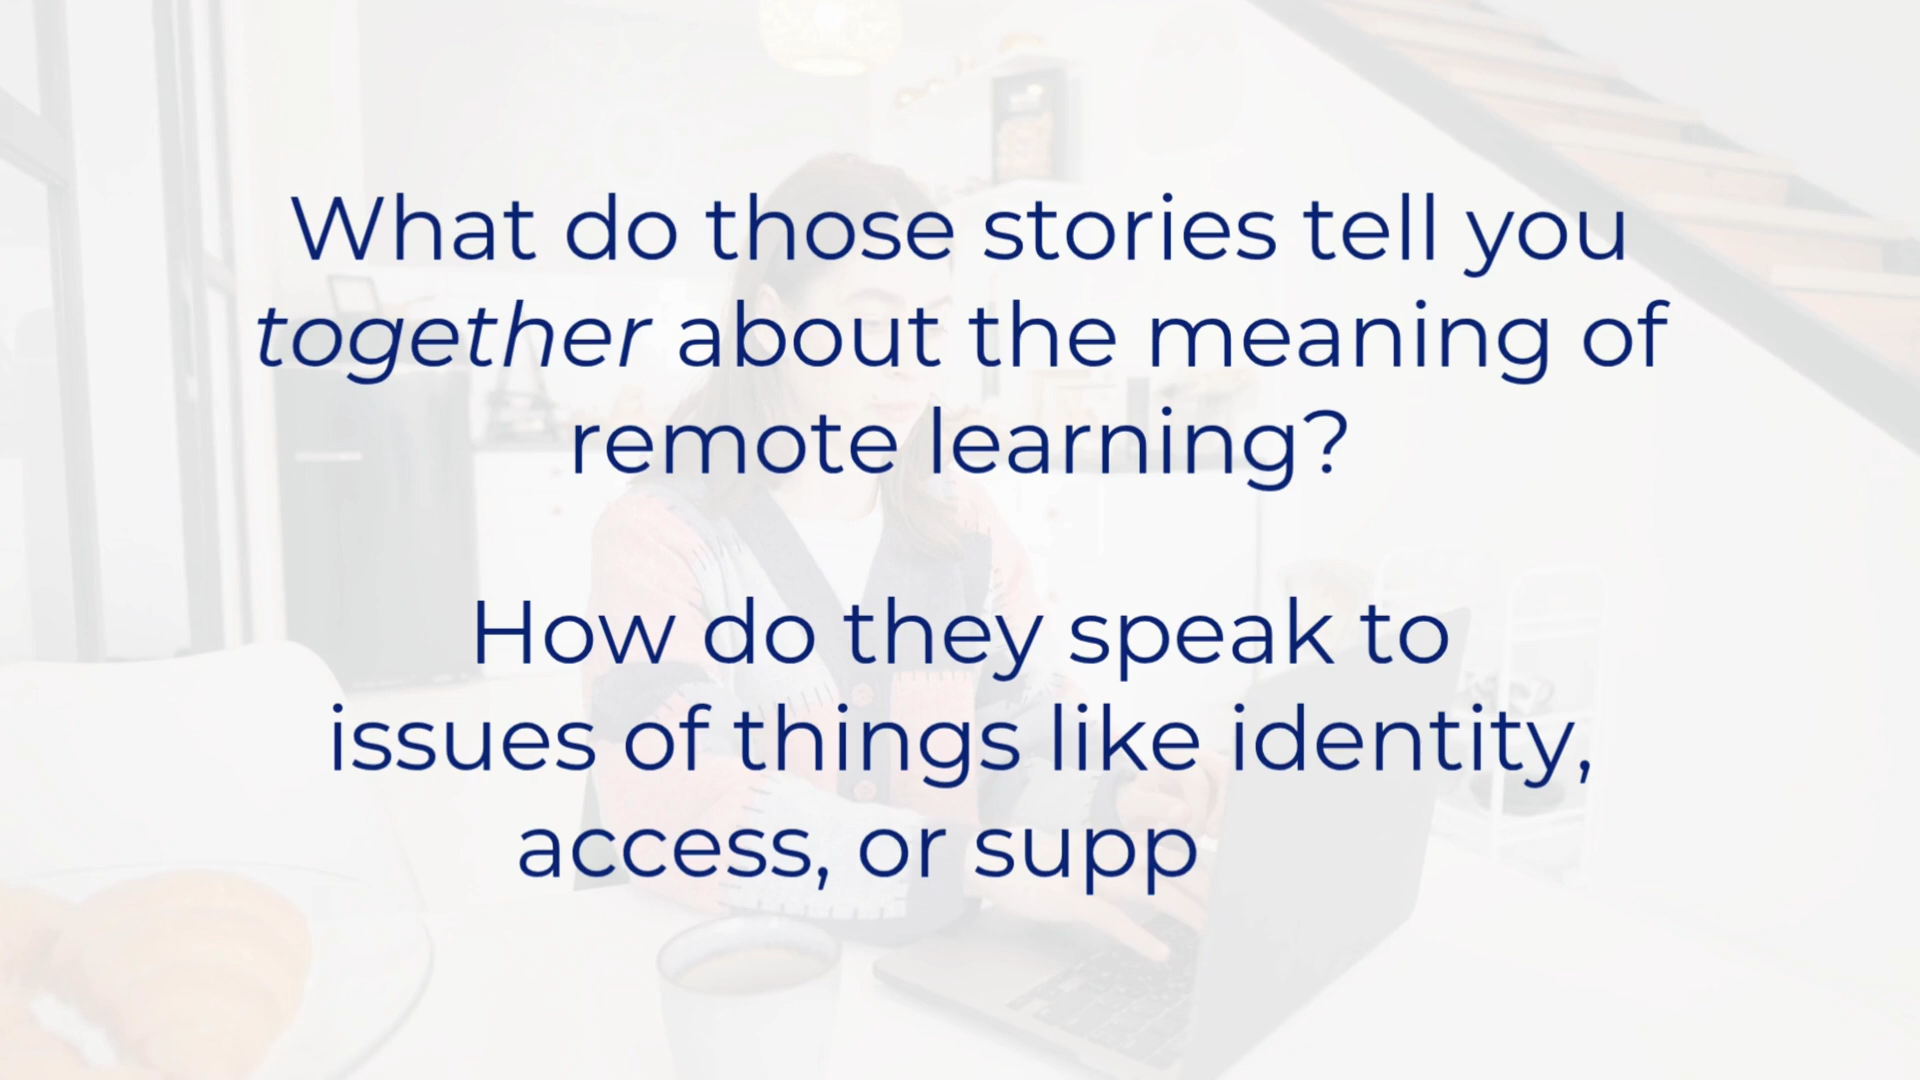 What do those stories tell you
together about the meaning of
remote learning?
How do they speak to
issues of things like identity,
access, or supp